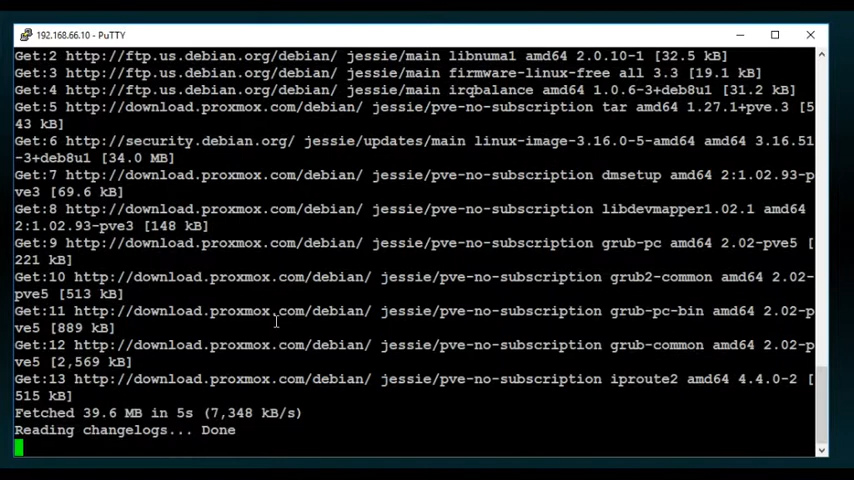 192.168.66.10 - PuTTY
Get:2 http://ftp.us.debian.org/debian/ jessie/main libnuma1 amd64 2.0.10-1 [32.5 kB]
Get:3 http://ftp.us.debian.org/debian/ jessie/main firmware-linux-free all 3.3 [19.1 kB]
Get:4 http://ftp.us.debian.org/debian/ jessie/main irqbalance amd64 1.0.6-3+deb8u1 [31.2 kB]
Get:5 http://download.proxmox.com/debian/ jessie/pve-no-subscription tar amd64 1.27.1+pve.3 [5
43 kB]
Get:6 http://security.debian.org/ jessie/updates/main linux-image-3.16.0-5-amd64 amd64 3.16.51
-3+deb8u1 [34.0 MB]
Get:7 http://download.proxmox.com/debian/ jessie/pve-no-subscription dmsetup amd64 2:1.02.93-p
ve3 [69.6 kB]
Get:8 http://download.proxmox.com/debian/ jessie/pve-no-subscription libdevmapper1.02.1 amd64
2:1.02.93-pve3 [148 kB]
Get:9 http://download.proxmox.com/debian/ jessie/pve-no-subscription grub-pc amd64 2.02-pve5 [
221 kB]
Get:10 http://download.proxmox.com/debian/ jessie/pve-no-subscription grub2-common amd64 2.02-
pve5 [513 kB]
Get:11 http://download.proxmox.com/debian/ jessie/pve-no-subscription grub-pc-bin amd64 2.02-p
ve5 [889 kB]
Get:12 http://download.proxmox.com/debian/ jessie/pve-no-subscription grub-common amd64 2.02-p
ve5 [2,569 kB]
Get:13 http://download.proxmox.com/debian/ jessie/pve-no-subscription iproute2 amd64 4.4.0-2 [
515 kB]
Fetched 39.6 MB in 5s (7,348 kB/s)
Reading changelogs... Done